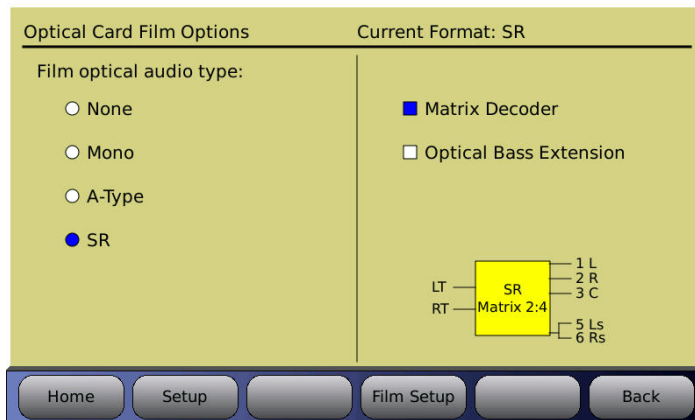 Optical Card Film Options
Current Format: SR
Film optical audio type:
None
Mono
A-Type
SR
Matrix Decoder
Optical Bass Extension
LT
RT
SR
Matrix 2:4
1 L
2 R
3 C
5 Ls
6 Rs
Home
Setup
Film Setup
Back